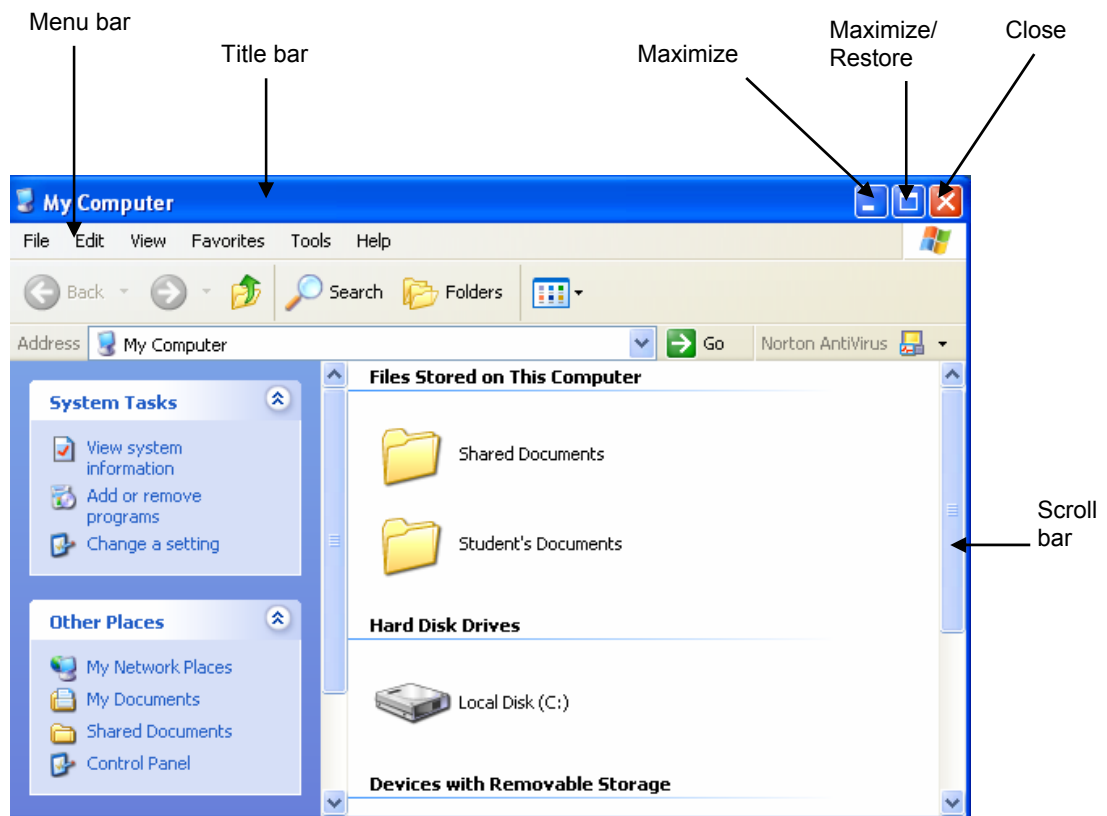 Menu bar
Title bar
Maximize
Maximize/
Restore
Close
My Computer
File Edit View Favorites Tools Help
Back Search Folders
Address My Computer Go Norton AntiVirus
System Tasks
View system
information
Add or remove
programs
Change a setting
Other Places
My Network Places
My Documents
Shared Documents
Control Panel
Files Stored on This Computer
Shared Documents
Student's Documents
Hard Disk Drives
Local Disk (C:)
Devices with Removable Storage
Scroll
bar